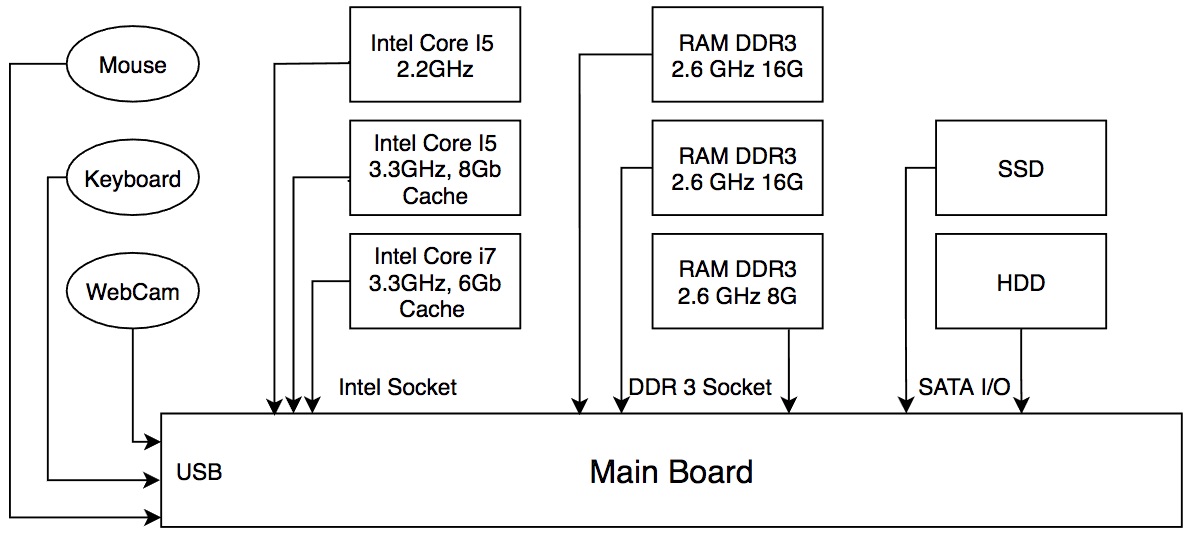 Mouse
Keyboard
WebCam
Intel Core I5
2.2GHz
Intel Core I5
3.3GHz, 8Gb
Cache
Intel Core i7
3.3GHz, 6Gb
Cache
RAM DDR3
2.6 GHz 16G
RAM DDR3
2.6 GHz 16G
RAM DDR3
2.6 GHz 8G
SSD
HDD
Intel Socket
DDR 3 Socket
SATA I/O
USB
Main Board